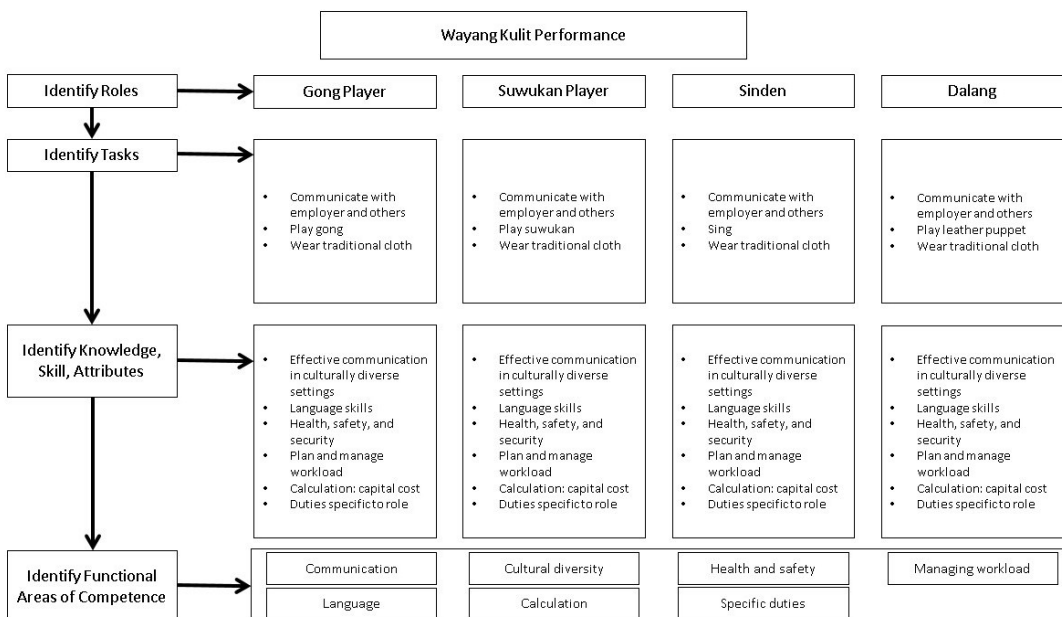 Wayang Kulit Performance
Identify Roles
Gong Player
Suwukan Player
Sinden
Dalang
Identify Tasks
• Communicate with
employer and others
• Play gong
• Wear traditional cloth
• Communicate with
employer and others
• Play suwukan
• Wear traditional cloth
• Communicate with
employer and others
• Sing
• Wear traditional cloth
• Communicate with
employer and others
• Play leather puppet
• Wear traditional cloth
Identify Knowledge,
Skill, Attributes
• Effective communication
in culturally diverse
settings
• Language skills
• Health, safety, and
security
• Plan and manage
workload
• Calculation: capital cost
• Duties specific to role
• Effective communication
in culturally diverse
settings
• Language skills
• Health, safety, and
security
• Plan and manage
workload
• Calculation: capital cost
• Duties specific to role
• Effective communication
in culturally diverse
settings
• Language skills
• Health, safety, and
security
• Plan and manage
workload
• Calculation: capital cost
• Duties specific to role
• Effective communication
in culturally diverse
settings
• Language skills
• Health, safety, and
security
• Plan and manage
workload
• Calculation: capital cost
• Duties specific to role
Identify Functional
Areas of Competence
Communication
Cultural diversity
Health and safety
Managing workload
Language
Calculation
Specific duties